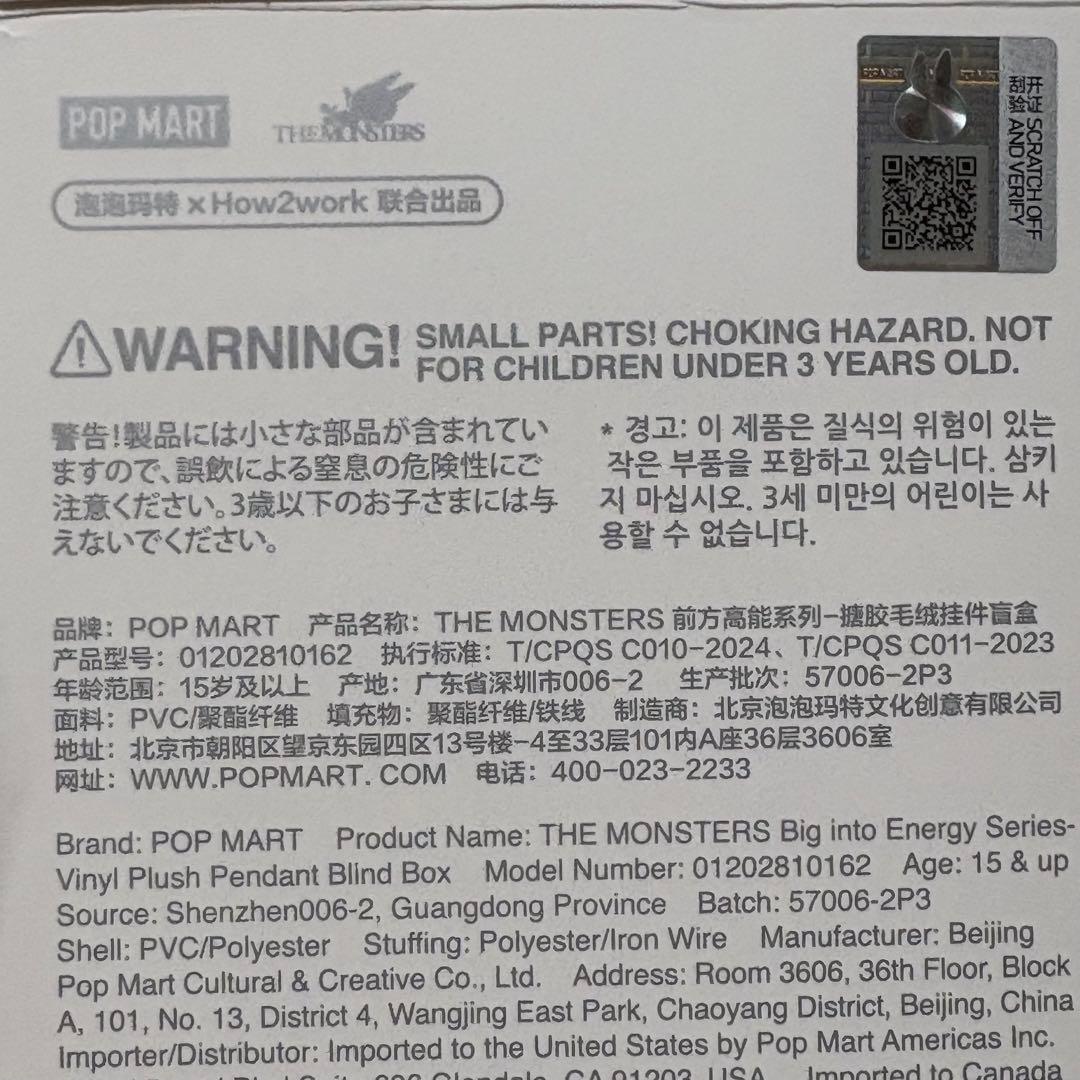 POP MART
THE MONSTERS
泡泡玛特 x How2work 联合出品
POP MART
开过
SCRATCH OFF
AND VERIFY
WARNING! SMALL PARTS! CHOKING HAZARD. NOT
FOR CHILDREN UNDER 3 YEARS OLD.
警告!製品には小さな部品が含まれてい
ますので、誤飲による窒息の危険性にご
注意ください。3歳以下のお子さまには与
えないでください。
* 경고: 이 제품은 질식의 위험이 있는
작은 부품을 포함하고 있습니다. 삼키
지 마십시오. 3세 미만의 어린이는 사
용할 수 없습니다.
品牌: POP MART 产品名称: THE MONSTERS 前方高能系列-搪胶毛绒挂件盲盒
产品型号: 01202810162 执行标准: T/CPQS C010-2024、T/CPQS C011-2023
年龄范围: 15岁及以上 产地: 广东省深圳市006-2 生产批次: 57006-2P3
面料: PVC/聚酯纤维 填充物: 聚酯纤维/铁线 制造商: 北京泡泡玛特文化创意有限公司
地址: 北京市朝阳区望京东园四区13号楼-4至33层101内A座36层3606室
网址: WWW.POPMART. COM 电话: 400-023-2233
Brand: POP MART Product Name: THE MONSTERS Big into Energy Series-
Vinyl Plush Pendant Blind Box Model Number: 01202810162 Age: 15 & up
Source: Shenzhen006-2, Guangdong Province Batch: 57006-2P3
Shell: PVC/Polyester Stuffing: Polyester/Iron Wire Manufacturer: Beijing
Pop Mart Cultural & Creative Co., Ltd. Address: Room 3606, 36th Floor, Block
A, 101, No. 13, District 4, Wangjing East Park, Chaoyang District, Beijing, China
Importer/Distributor: Imported to the United States by Pop Mart Americas Inc.
Glendale, CA 91203, USA Imported to Canada